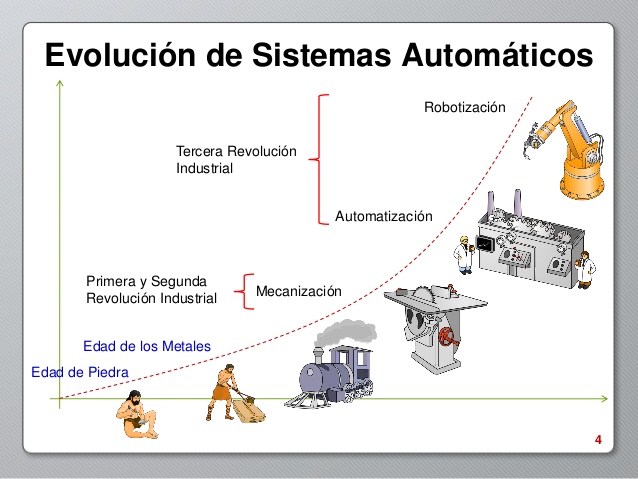 Evolución de Sistemas Automáticos
Robotización
Tercera Revolución
Industrial
Automatización
Primera y Segunda
Revolución Industrial
Mecanización
Edad de los Metales
Edad de Piedra
4